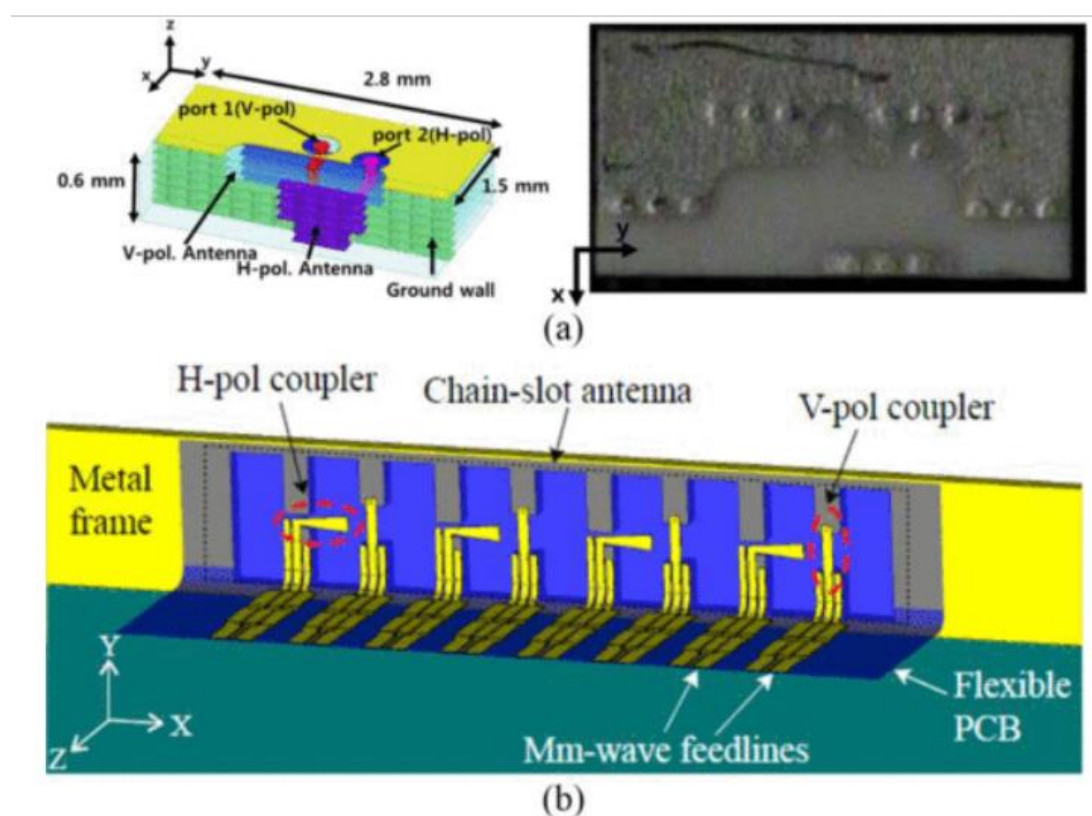 z
y
x
2.8 mm
port 1(V-pol)
port 2(H-pol)
0.6 mm
1.5 mm
V-pol. Antenna
H-pol. Antenna
Ground wall
y
x
(a)
H-pol coupler
Chain-slot antenna
V-pol coupler
Metal
frame
Y
X
Z
Mm-wave feedlines
Flexible
PCB
(b)